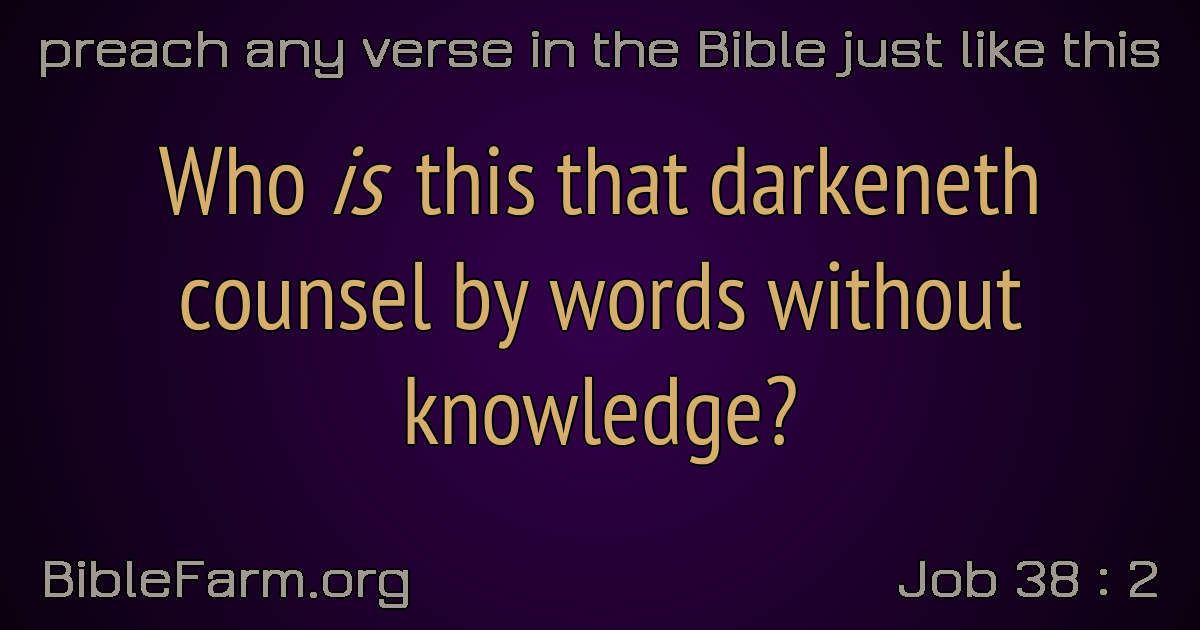 preach any verse in the Bible just like this
Who is this that darkeneth
counsel by words without
knowledge?
BibleFarm.org
Job 38 : 2